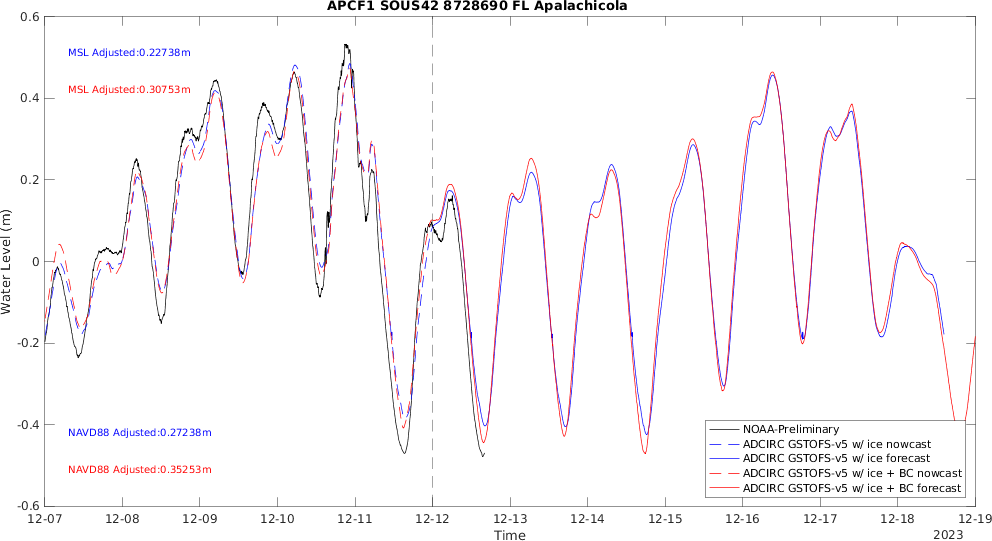 APCF1 SOUS42 8728690 FL Apalachicola
0.6
MSL Adjusted:0.22738m
MSL Adjusted:0.30753m
0.4
0.2
0
-0.2
-0.4
-0.6
Water Level (m)
NAVD88 Adjusted:0.27238m
NAVD88 Adjusted:0.35253m
NOAA-Preliminary
ADCIRC GSTOFS-v5 w/ ice nowcast
ADCIRC GSTOFS-v5 w/ ice forecast
ADCIRC GSTOFS-v5 w/ ice + BC nowcast
ADCIRC GSTOFS-v5 w/ ice + BC forecast
12-07 12-08 12-09 12-10 12-11 12-12 12-13 12-14 12-15 12-16 12-17 12-18 12-19
Time
2023